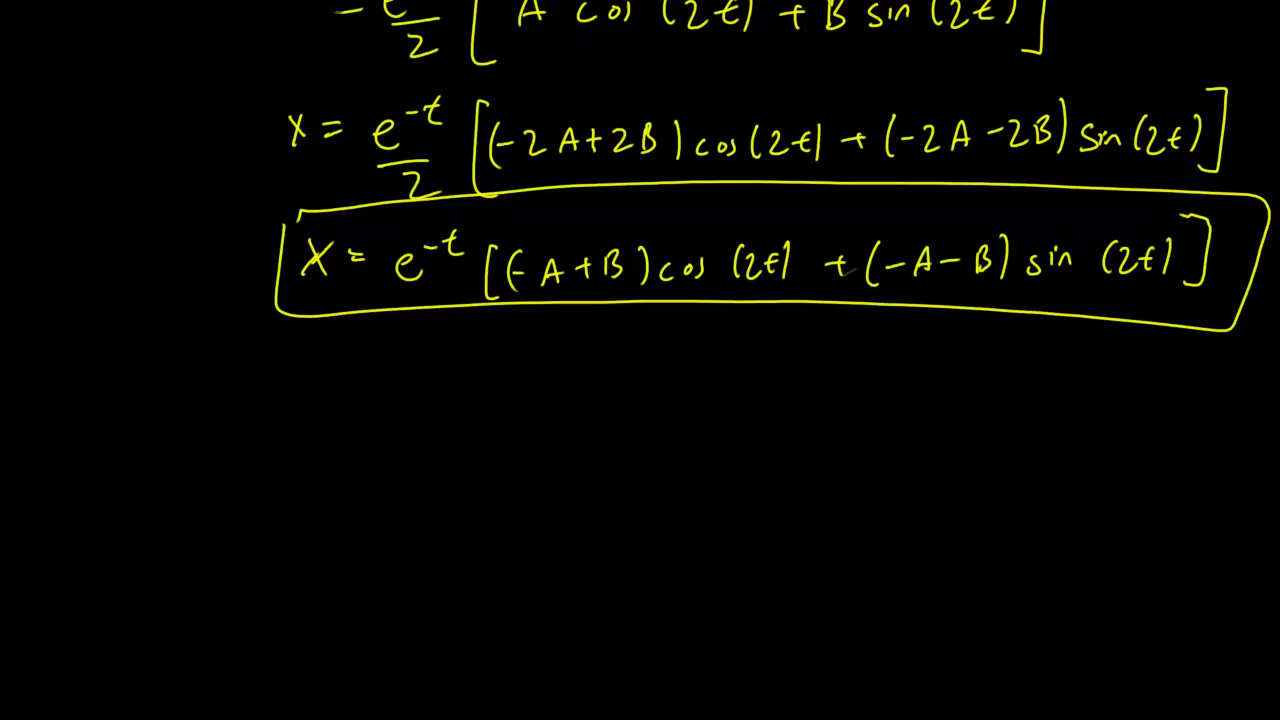 - e^-t/2 [ A cos (2t) + B sin (2t) ]
x = e^-t/2 [(-2A+2B) cos(2t) + (-2A-2B) sin(2t)]
x = e^-t [(-A+B) cos (2t) + (-A-B) sin (2t)]